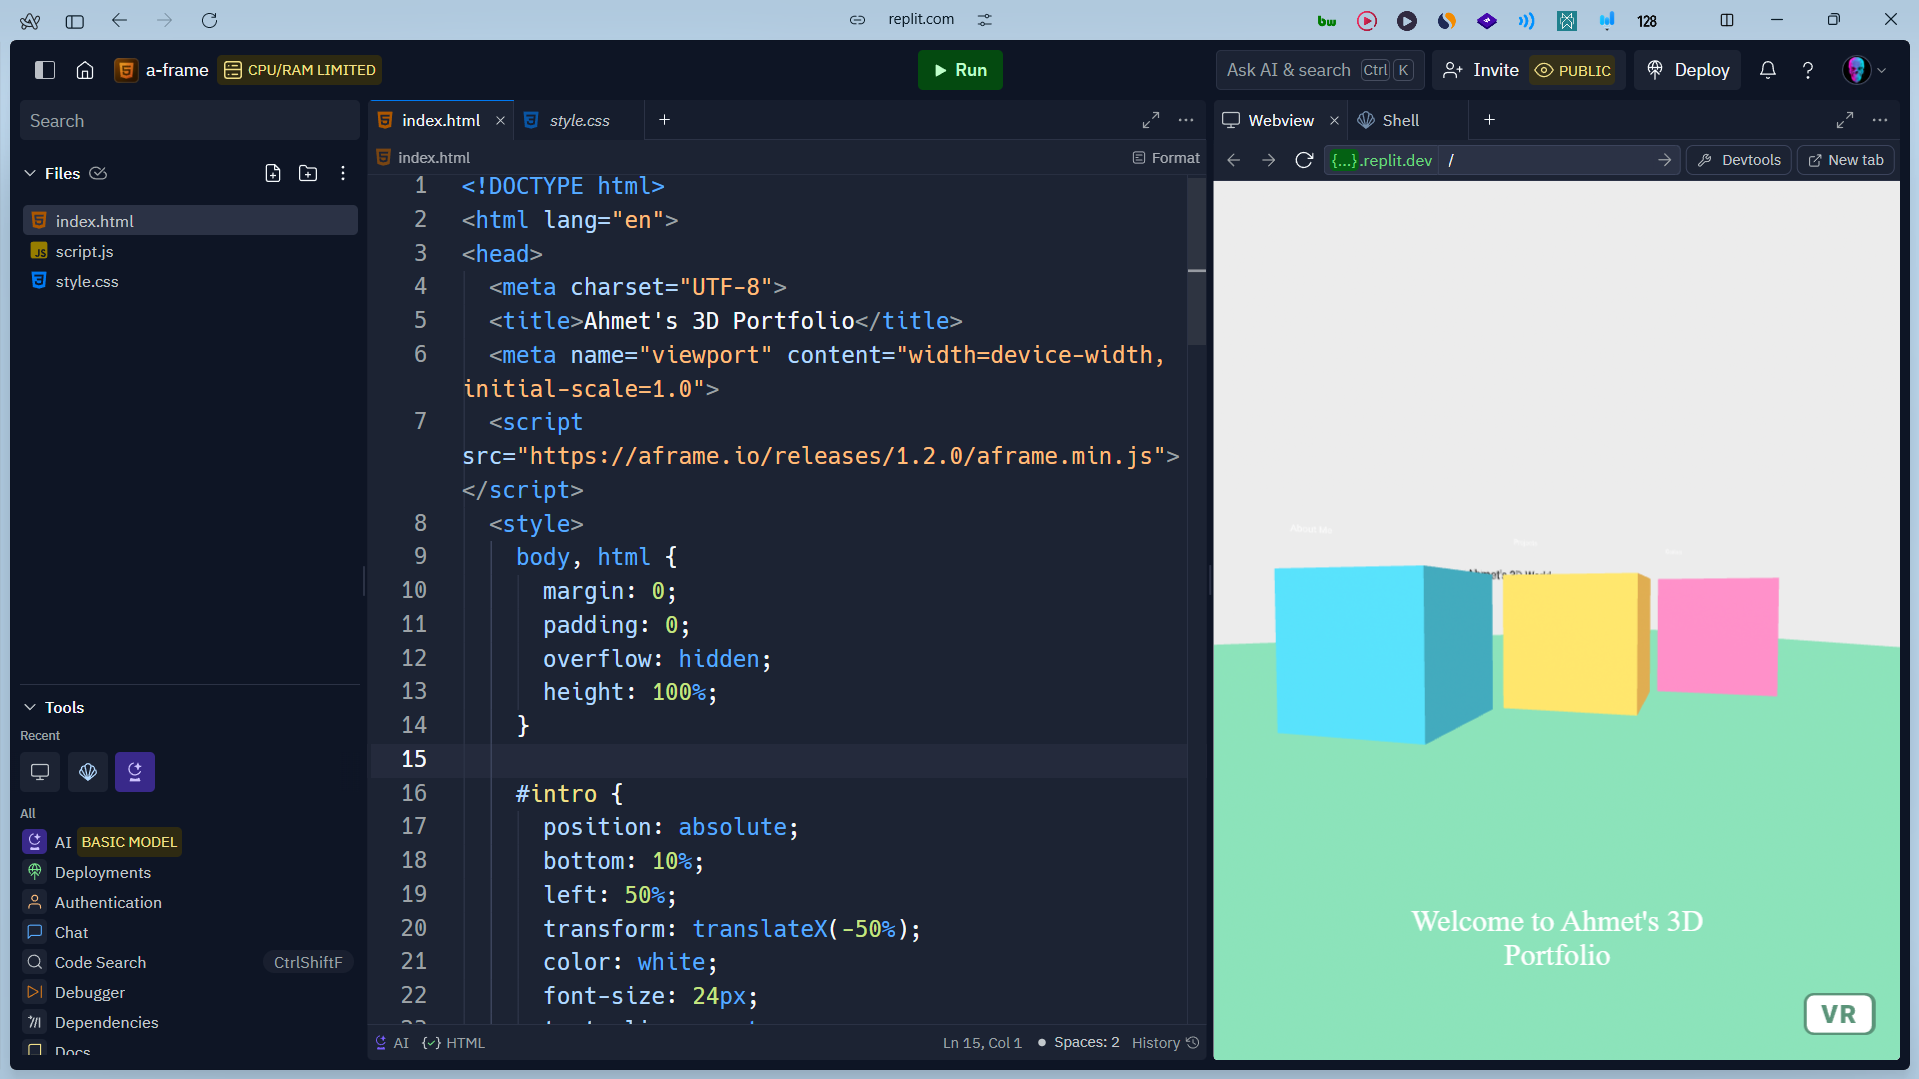 replit.com
128
a-frame
CPU/RAM LIMITED
Run
Ask AI & search Ctrl K
Invite
PUBLIC
Deploy
Search
index.html
style.css
Webview
Shell
index.html
Format
{...}.replit.dev /
Devtools
New tab
Files
index.html
script.js
style.css
1 <!DOCTYPE html>
2 <html lang="en">
3 <head>
4 <meta charset="UTF-8">
5 <title>Ahmet's 3D Portfolio</title>
6 <meta name="viewport" content="width=device-width,
initial-scale=1.0">
7 <script
src="https://aframe.io/releases/1.2.0/aframe.min.js">
</script>
8 <style>
9 body, html {
10 margin: 0;
11 padding: 0;
12 overflow: hidden;
13 height: 100%;
14 }
15
16 #intro {
17 position: absolute;
18 bottom: 10%;
19 left: 50%;
20 transform: translateX(-50%);
21 color: white;
22 font-size: 24px;
About Me
Ahmet's 3D World
Welcome to Ahmet's 3D
Portfolio
VR
Tools
Recent
All
AI BASIC MODEL
Deployments
Authentication
Chat
Code Search CtrlShiftF
Debugger
Dependencies
Docs
AI
HTML
Ln 15, Col 1
Spaces: 2
History